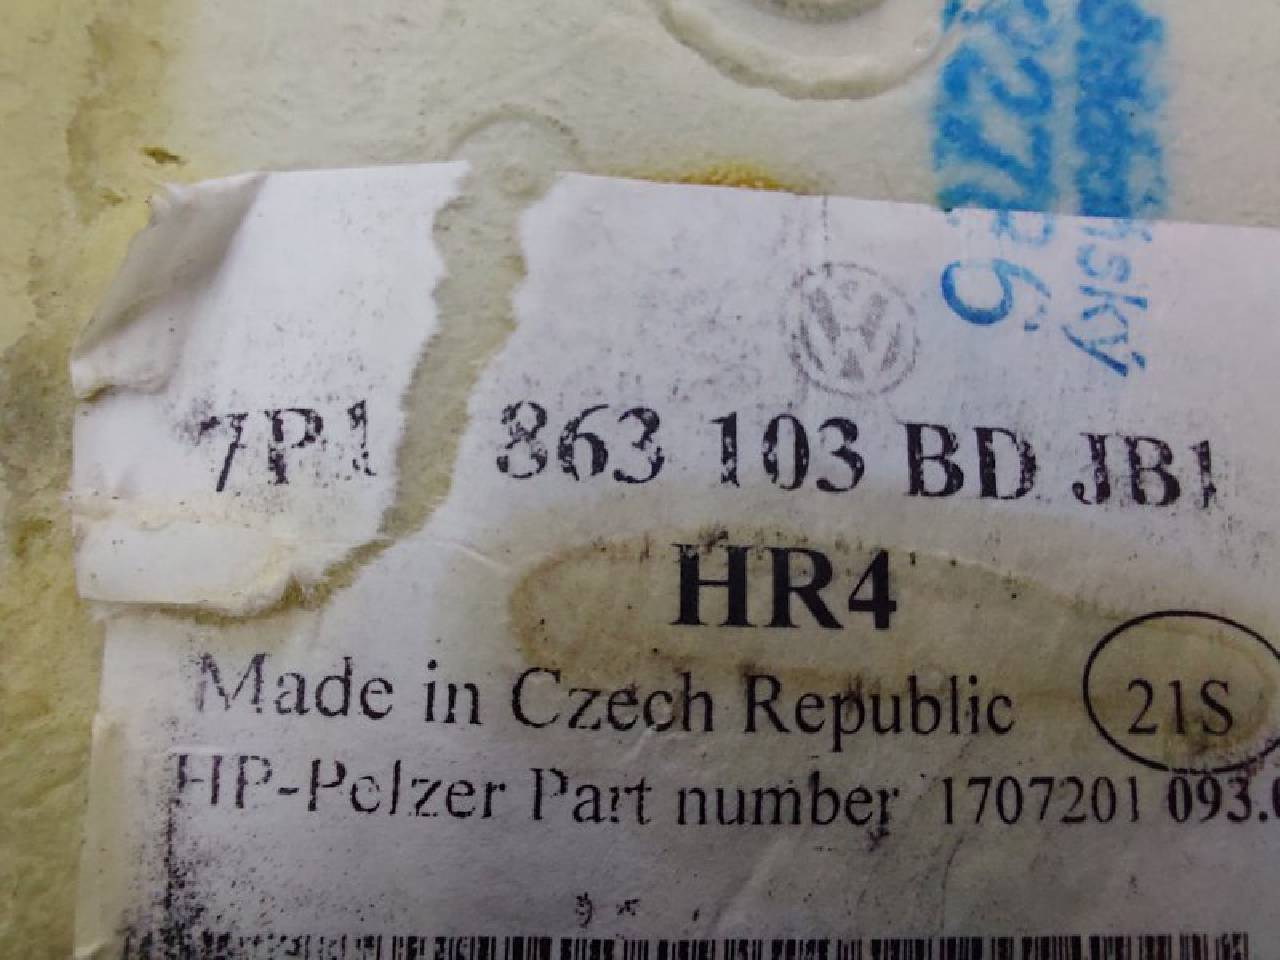 7P1 863 103 BD JB1
HR4
Made in Czech Republic
21S
HP-Pelzer Part number 1707201 093.